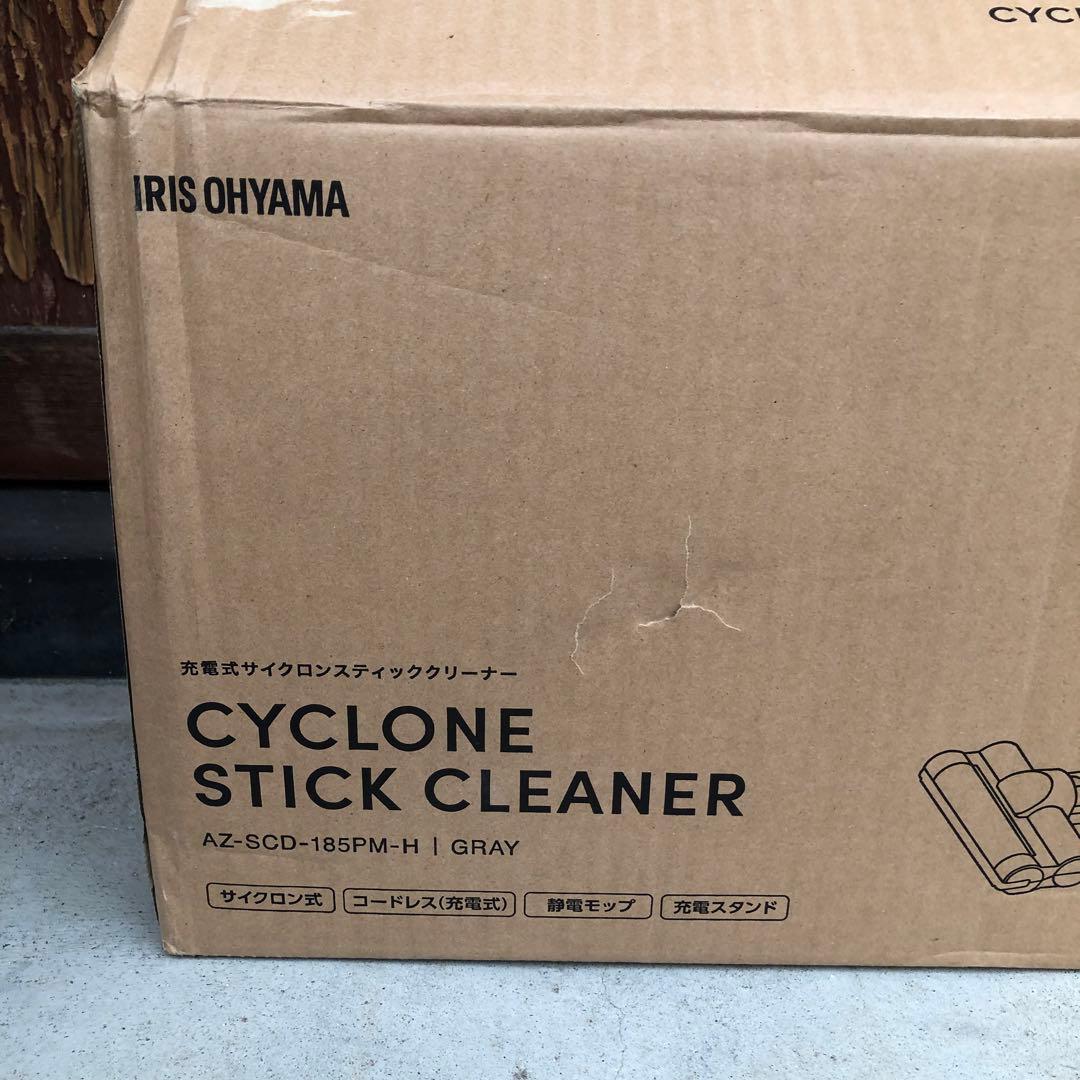 IRIS OHYAMA
充電式サイクロンスティッククリーナー
CYCLONE
STICK CLEANER
AZ-SCD-185PM-H | GRAY
サイクロン式
コードレス(充電式)
静電モップ
充電スタンド